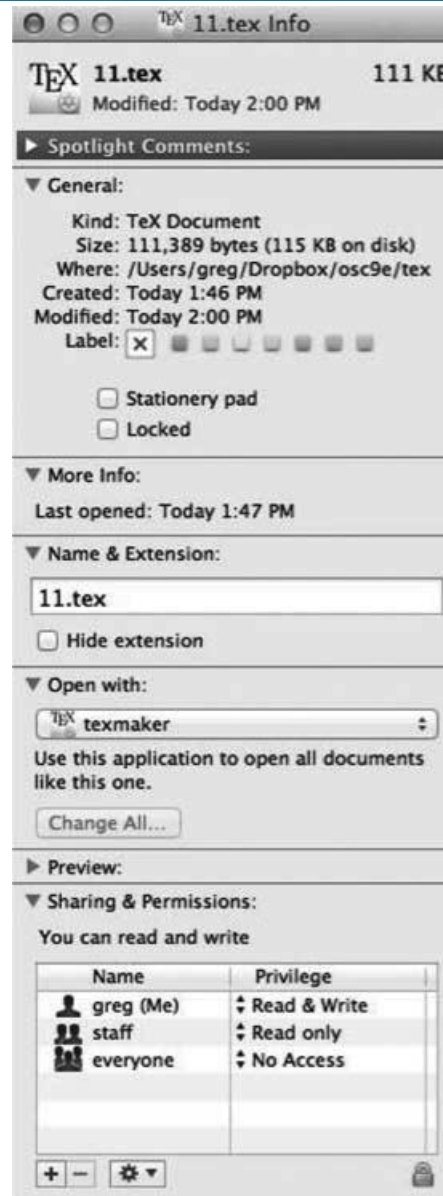 TEX 11.tex Info
TEX 11.tex 111 KB
Modified: Today 2:00 PM
Spotlight Comments:
General:
Kind: TeX Document
Size: 111,389 bytes (115 KB on disk)
Where: /Users/greg/Dropbox/osc9e/tex
Created: Today 1:46 PM
Modified: Today 2:00 PM
Label:
Stationery pad
Locked
More Info:
Last opened: Today 1:47 PM
Name & Extension:
11.tex
Hide extension
Open with:
TEX texmaker
Use this application to open all documents
like this one.
Change All...
Preview:
Sharing & Permissions:
You can read and write
Name Privilege
greg (Me) Read & Write
staff Read only
everyone No Access